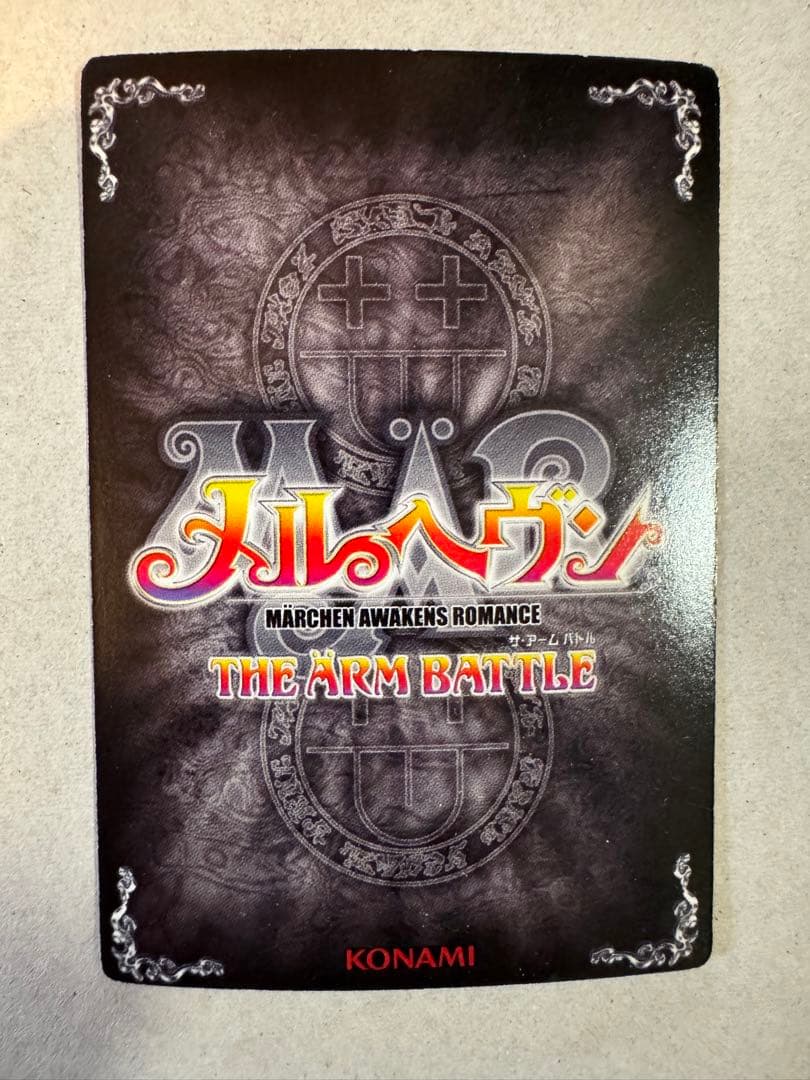 MÄR
メルヘヴン
MÄRCHEN AWAKENS ROMANCE
ザ・アーム バトル
THE ÄRM BATTLE
KONAMI